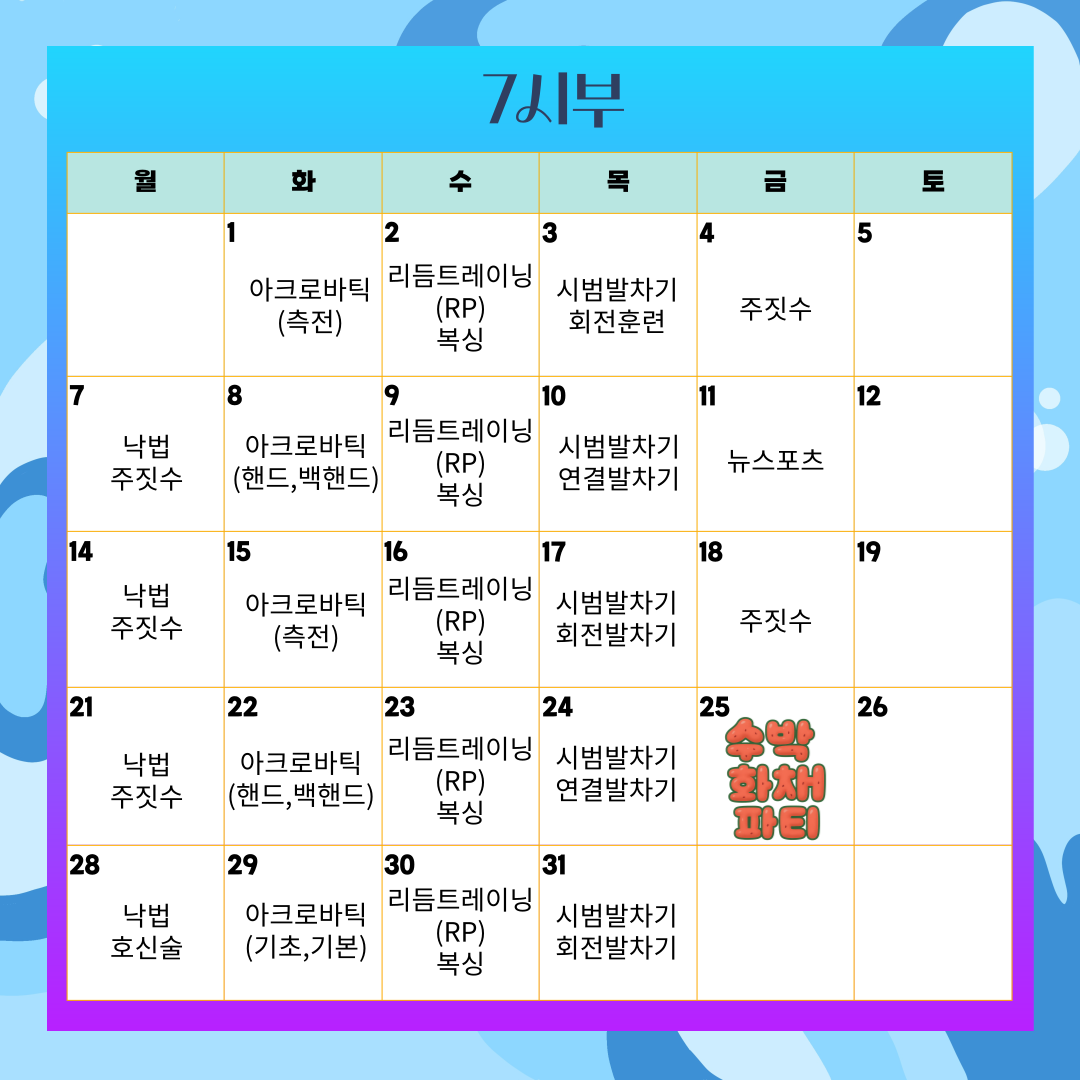 7시부
월 화 수 목 금 토
1 2 3 4 5
아크로바틱
(측전)
리듬트레이닝
(RP)
복싱
시범발차기
회전훈련
주짓수
7 8 9 10 11 12
낙법
주짓수
아크로바틱
(핸드,백핸드)
리듬트레이닝
(RP)
복싱
시범발차기
연결발차기
뉴스포츠
14 15 16 17 18 19
낙법
주짓수
아크로바틱
(측전)
리듬트레이닝
(RP)
복싱
시범발차기
회전발차기
주짓수
21 22 23 24 25 26
낙법
주짓수
아크로바틱
(핸드,백핸드)
리듬트레이닝
(RP)
복싱
시범발차기
연결발차기
수박
화채
파티
28 29 30 31
낙법
호신술
아크로바틱
(기초,기본)
리듬트레이닝
(RP)
복싱
시범발차기
회전발차기